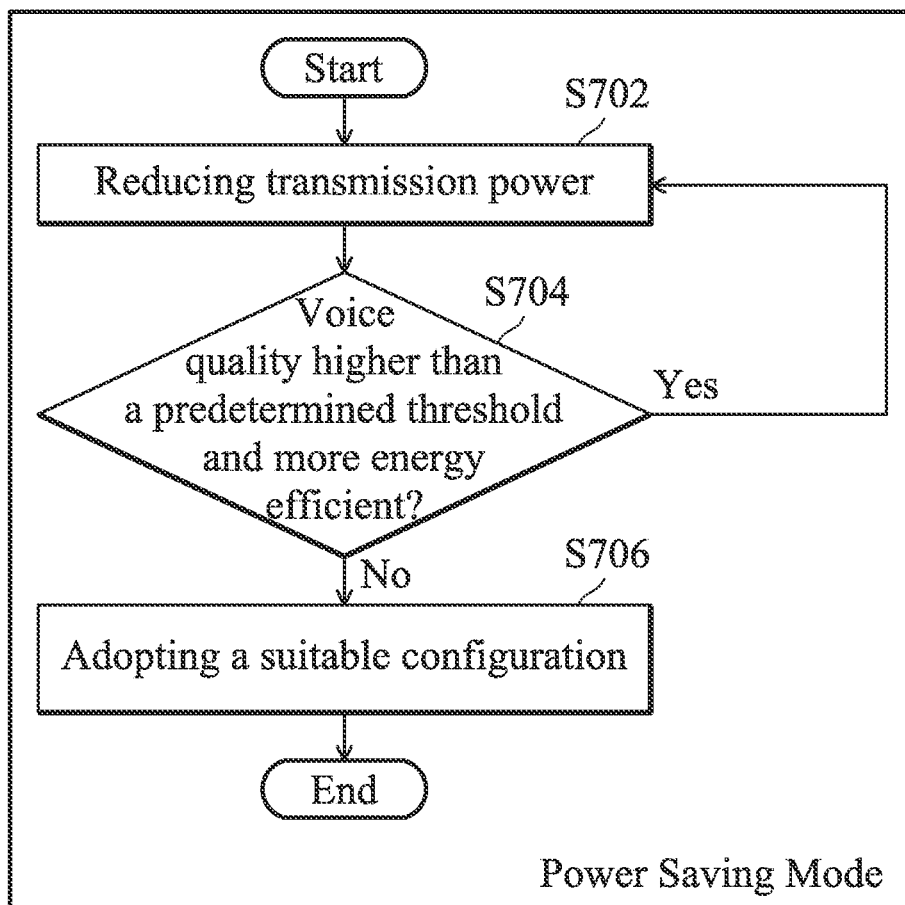 Start
S702
Reducing transmission power
S704
Voice
quality higher than
a predetermined threshold
and more energy
efficient?
Yes
No
S706
Adopting a suitable configuration
End
Power Saving Mode